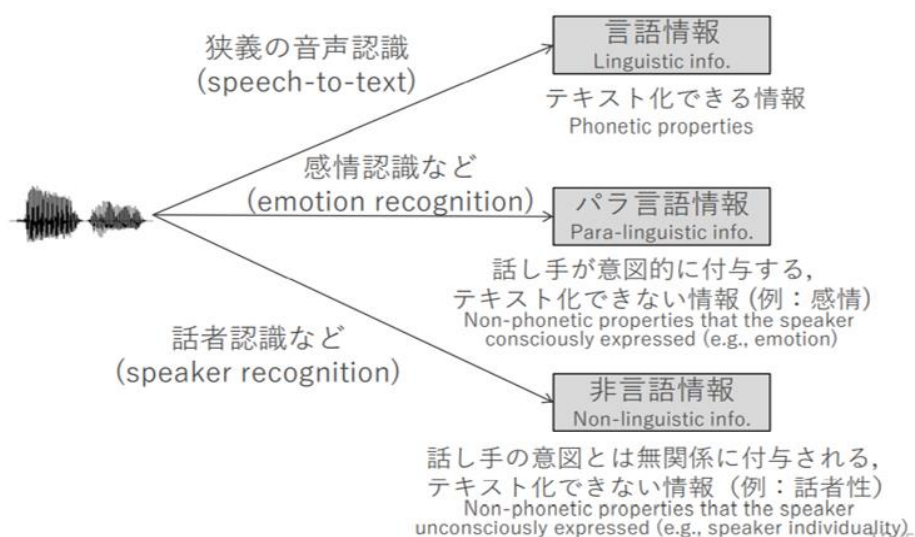 狭義の音声認識
(speech-to-text)
言語情報
Linguistic info.
テキスト化できる情報
Phonetic properties
感情認識など
(emotion recognition)
パラ言語情報
Para-linguistic info.
話し手が意図的に付与する,
テキスト化できない情報 (例：感情)
Non-phonetic properties that the speaker
consciously expressed (e.g., emotion)
話者認識など
(speaker recognition)
非言語情報
Non-linguistic info.
話し手の意図とは無関係に付与される,
テキスト化できない情報（例：話者性）
Non-phonetic properties that the speaker
unconsciously expressed (e.g., speaker individuality)